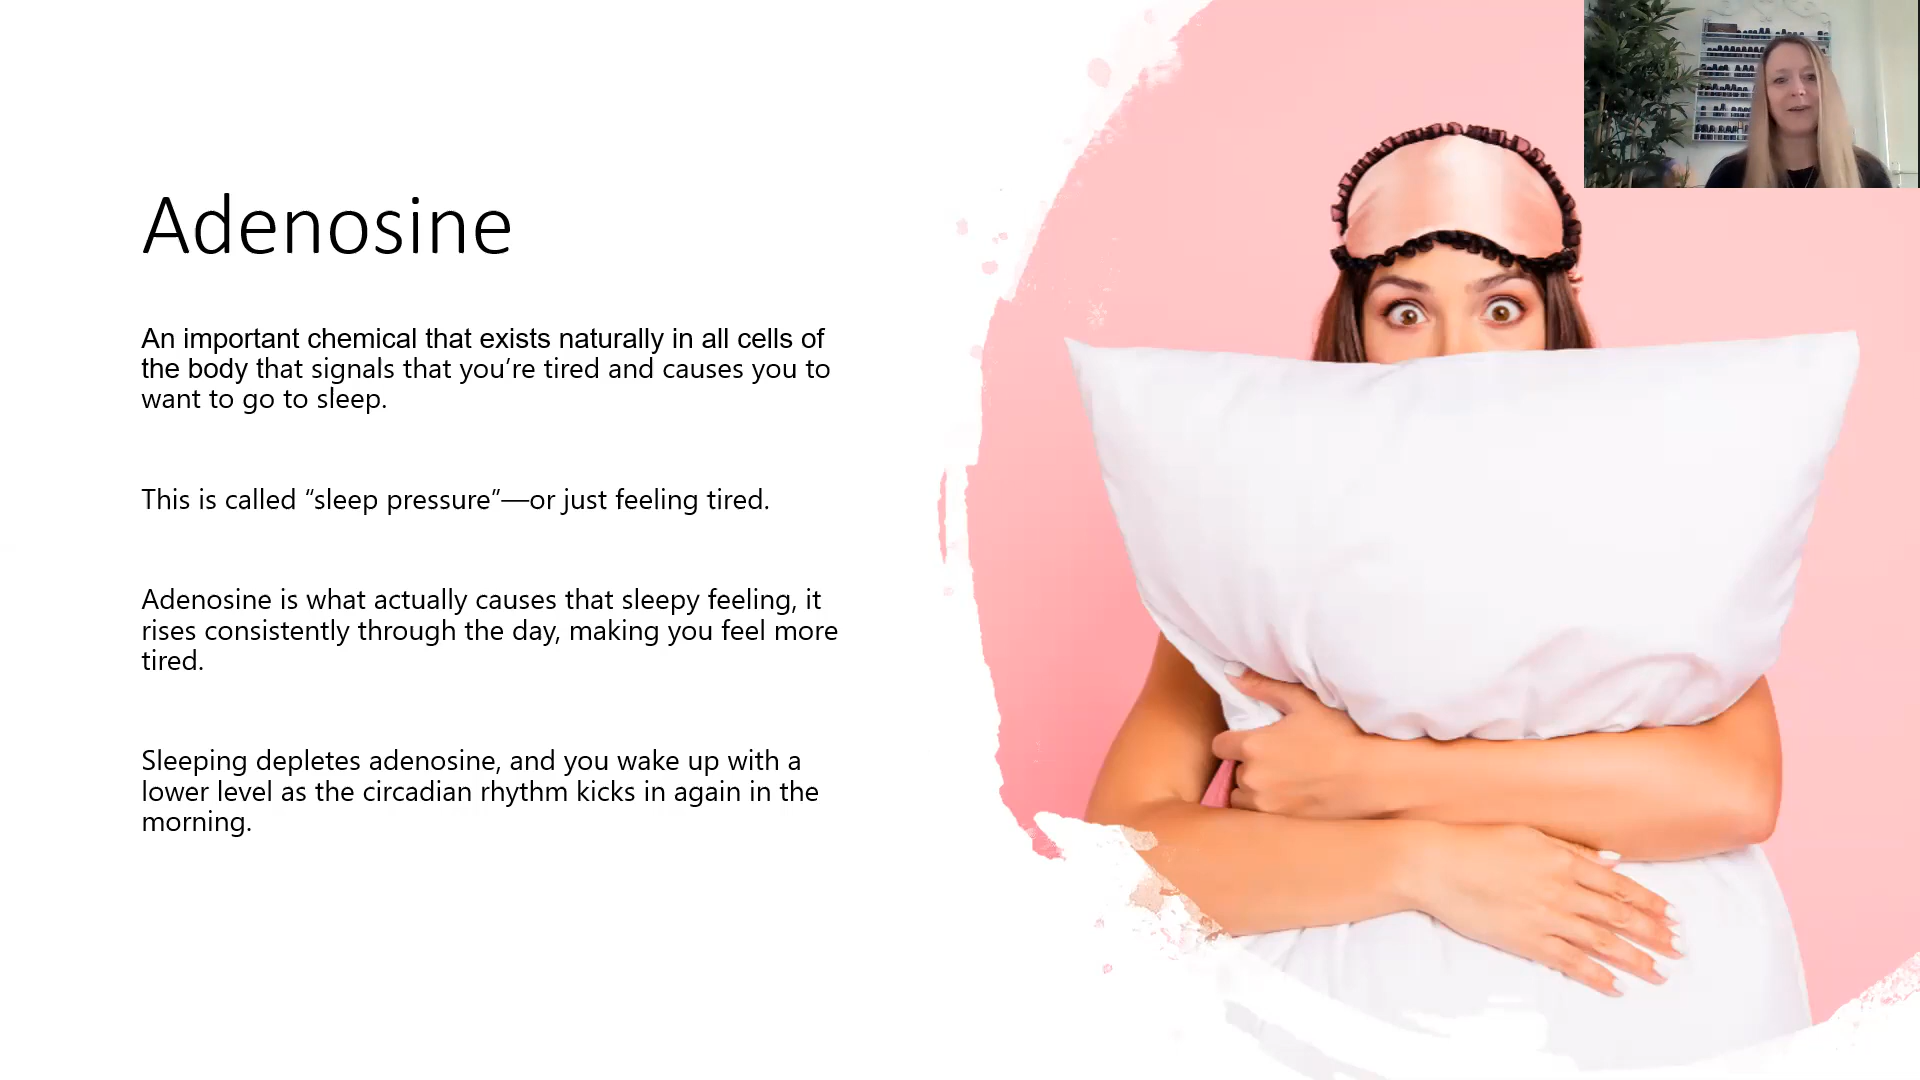 Adenosine
An important chemical that exists naturally in all cells of
the body that signals that you’re tired and causes you to
want to go to sleep.
This is called “sleep pressure”—or just feeling tired.
Adenosine is what actually causes that sleepy feeling, it
rises consistently through the day, making you feel more
tired.
Sleeping depletes adenosine, and you wake up with a
lower level as the circadian rhythm kicks in again in the
morning.